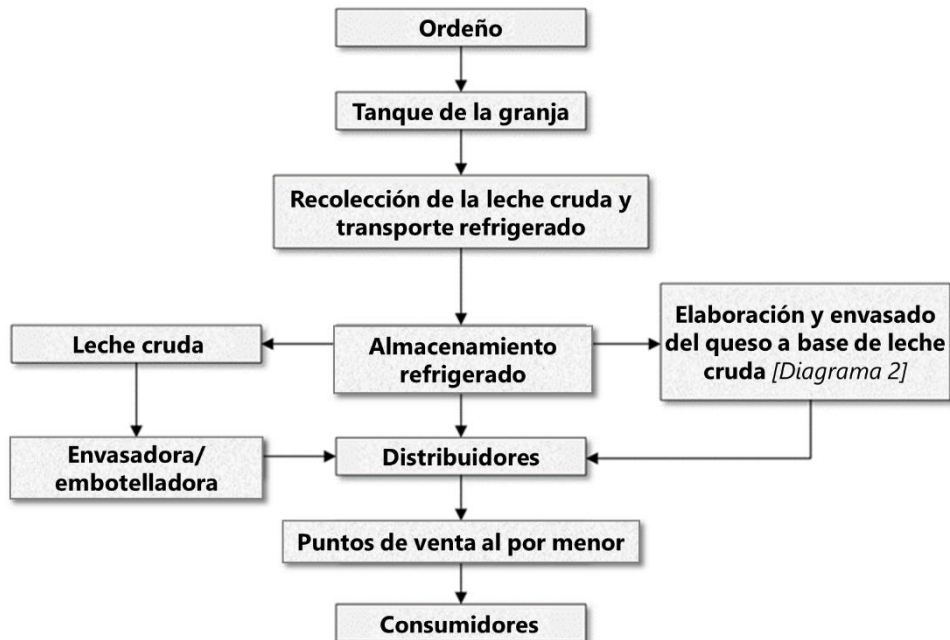 Ordeño
Tanque de la granja
Recolección de la leche cruda y
transporte refrigerado
Leche cruda
Almacenamiento
refrigerado
Elaboración y envasado
del queso a base de leche
cruda [Diagrama 2]
Envasadora/
embotelladora
Distribuidores
Puntos de venta al por menor
Consumidores